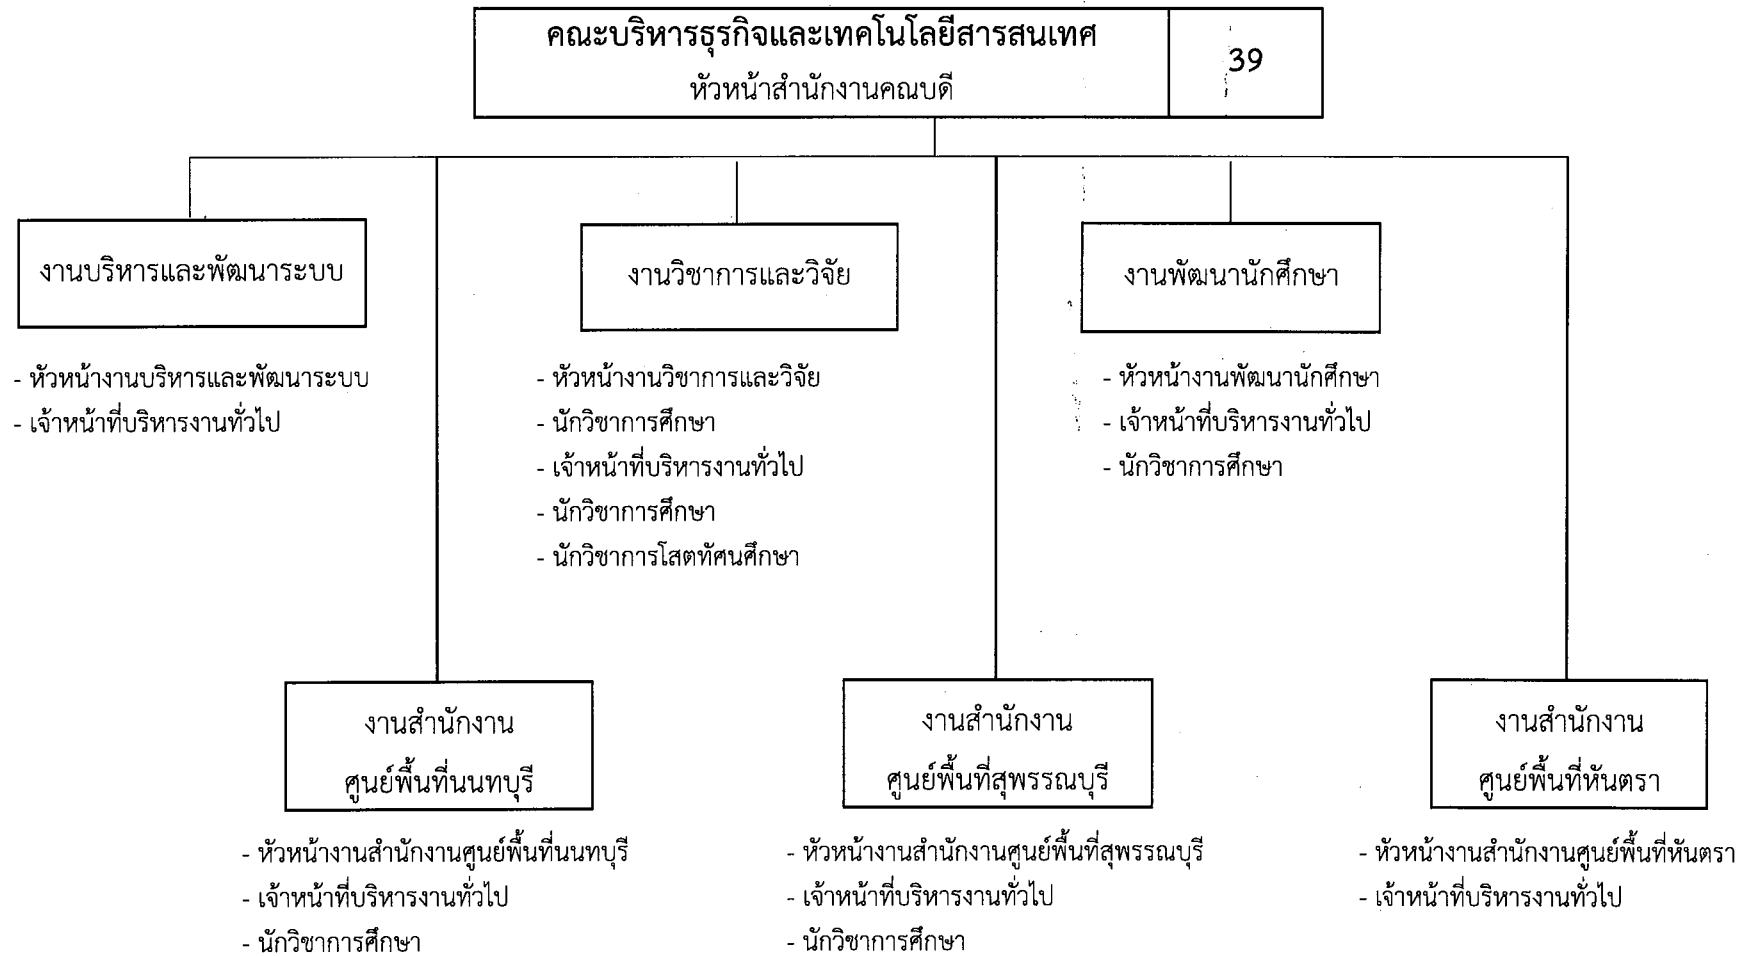 คณะบริหารธุรกิจและเทคโนโลยีสารสนเทศ
หัวหน้าสำนักงานคณบดี
39
งานบริหารและพัฒนาระบบ
- หัวหน้างานบริหารและพัฒนาระบบ
- เจ้าหน้าที่บริหารงานทั่วไป
งานวิชาการและวิจัย
- หัวหน้างานวิชาการและวิจัย
- นักวิชาการศึกษา
- เจ้าหน้าที่บริหารงานทั่วไป
- นักวิชาการศึกษา
- นักวิชาการโสตทัศนศึกษา
งานพัฒนานักศึกษา
- หัวหน้างานพัฒนานักศึกษา
- เจ้าหน้าที่บริหารงานทั่วไป
- นักวิชาการศึกษา
งานสำนักงาน
ศูนย์พื้นที่นนทบุรี
- หัวหน้างานสำนักงานศูนย์พื้นที่นนทบุรี
- เจ้าหน้าที่บริหารงานทั่วไป
- นักวิชาการศึกษา
งานสำนักงาน
ศูนย์พื้นที่สุพรรณบุรี
- หัวหน้างานสำนักงานศูนย์พื้นที่สุพรรณบุรี
- เจ้าหน้าที่บริหารงานทั่วไป
- นักวิชาการศึกษา
งานสำนักงาน
ศูนย์พื้นที่หันตรา
- หัวหน้างานสำนักงานศูนย์พื้นที่หันตรา
- เจ้าหน้าที่บริหารงานทั่วไป